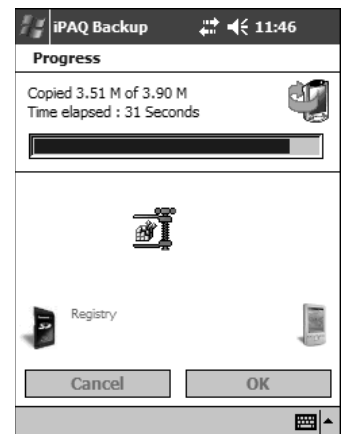 iPAQ Backup 11:46
Progress
Copied 3.51 M of 3.90 M
Time elapsed : 31 Seconds
Registry
Cancel OK